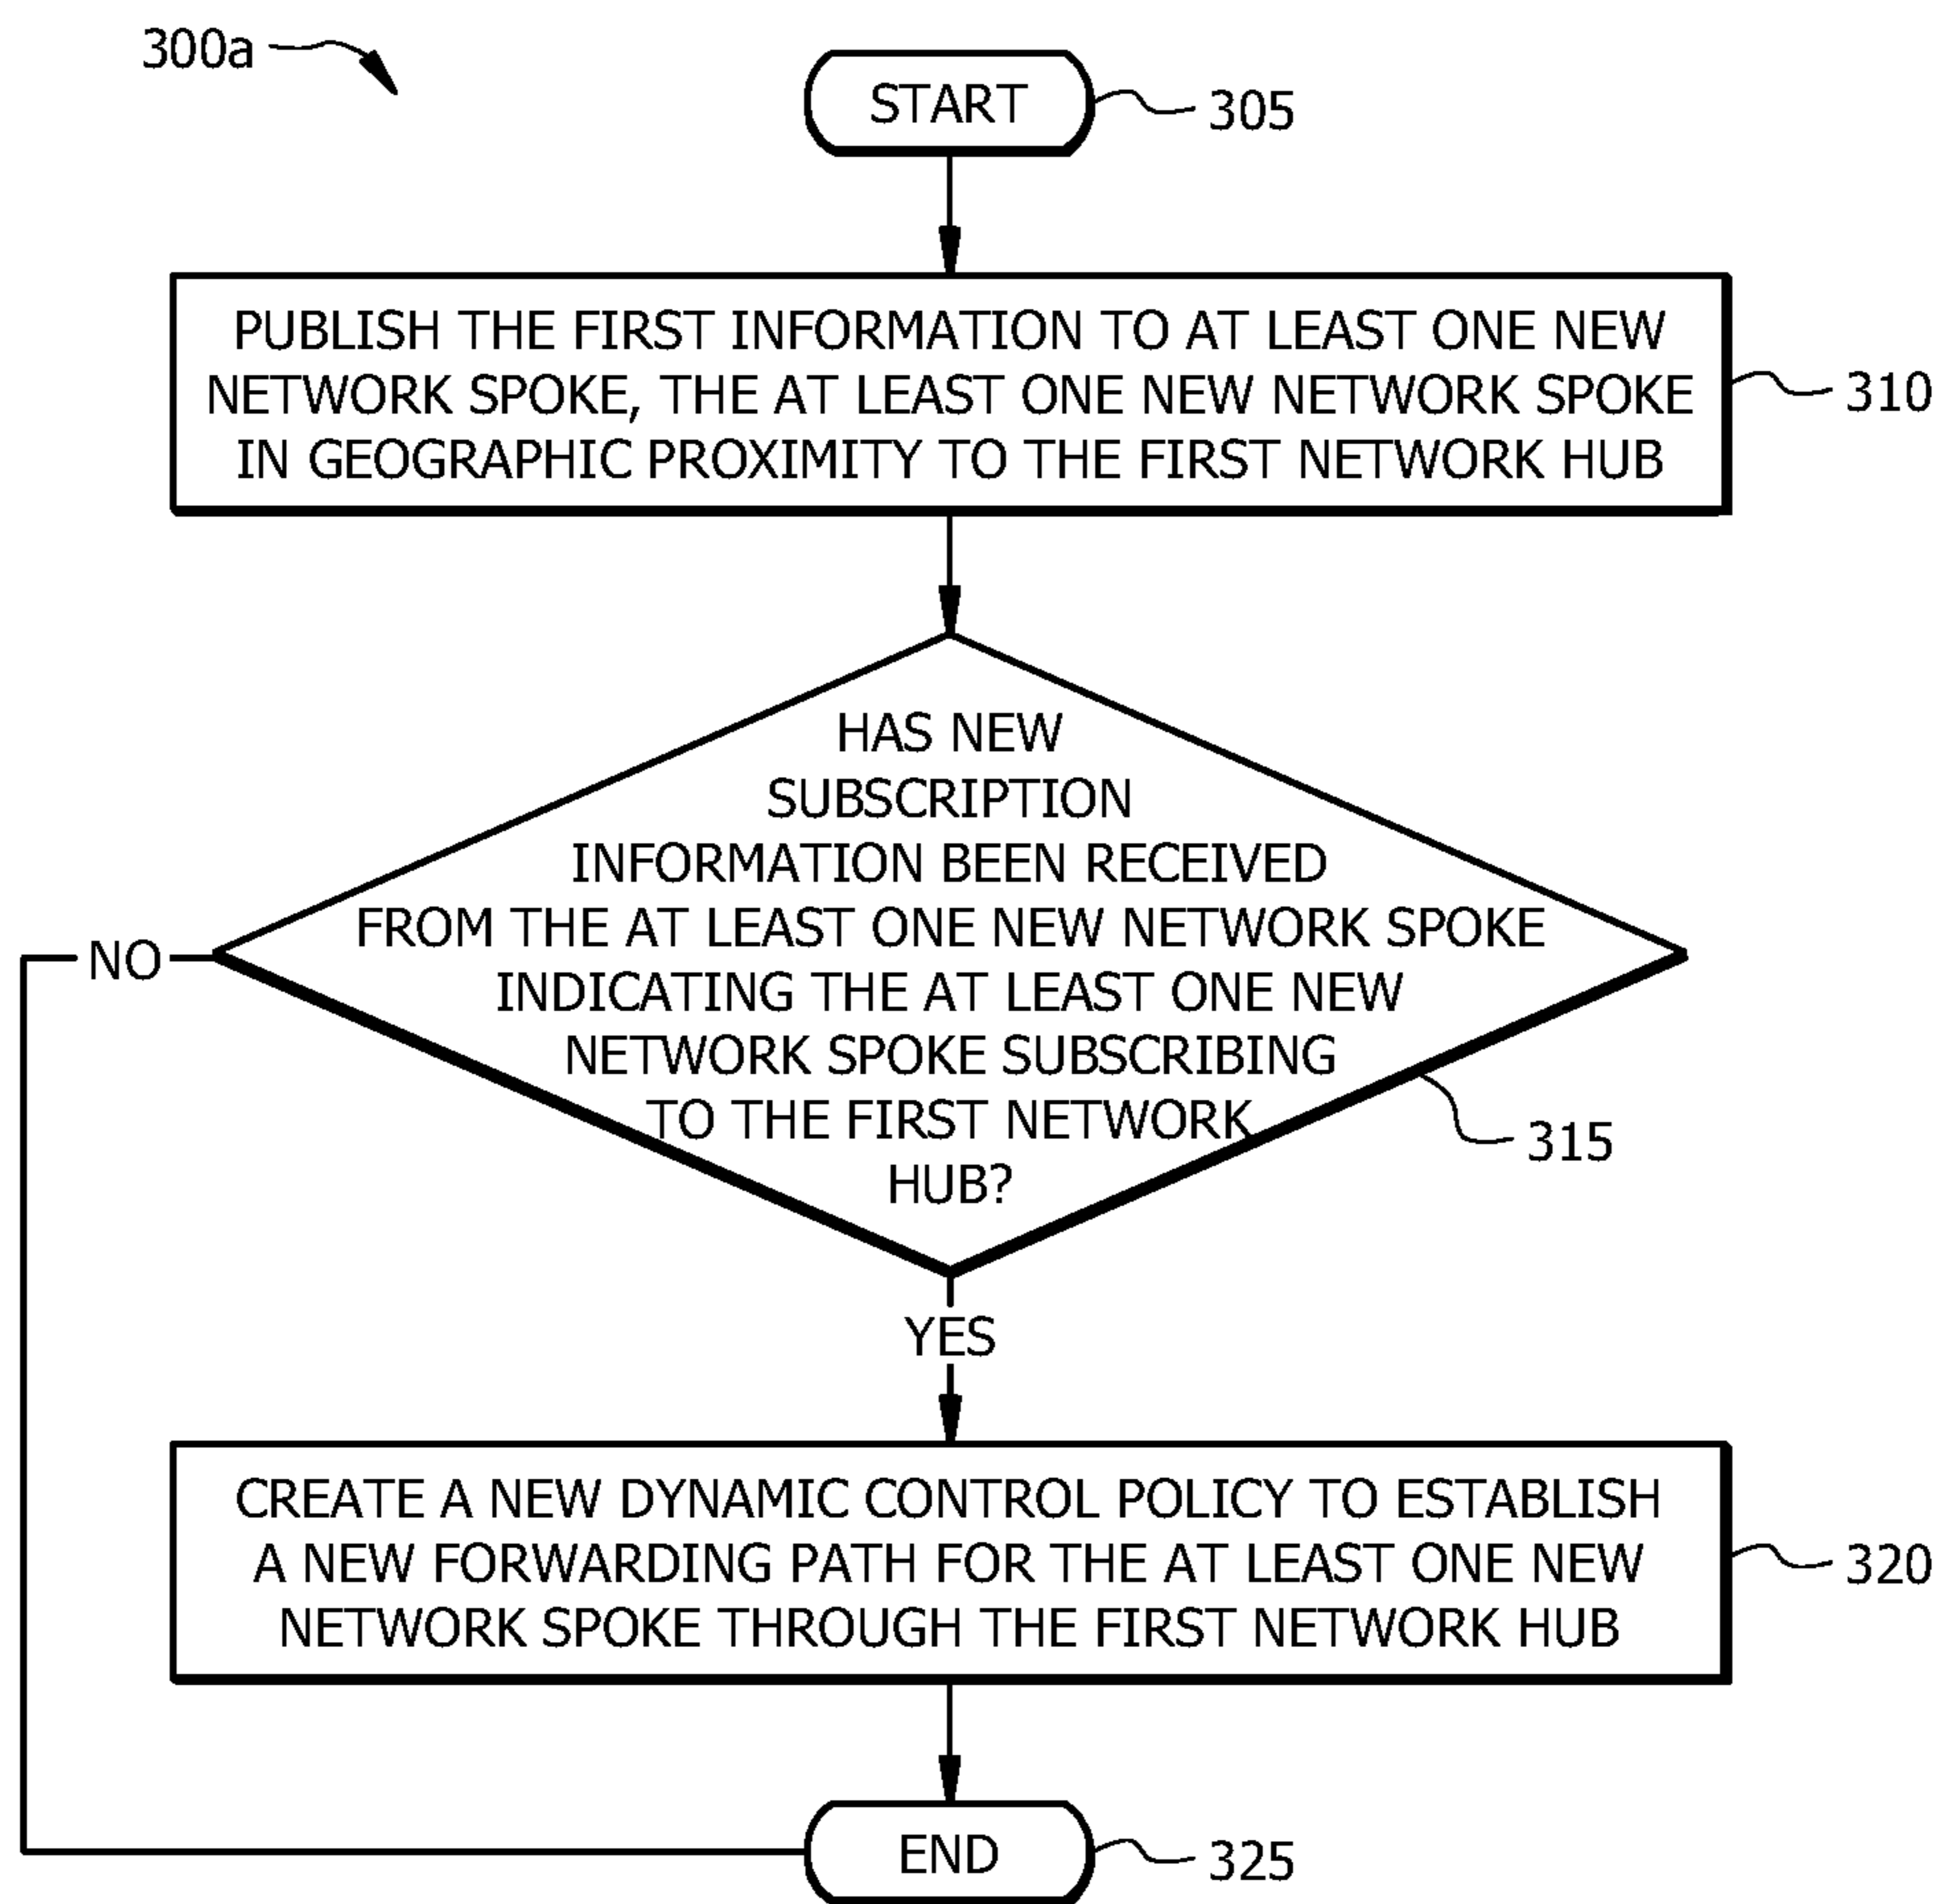 300a
START
305
PUBLISH THE FIRST INFORMATION TO AT LEAST ONE NEW
NETWORK SPOKE, THE AT LEAST ONE NEW NETWORK SPOKE
IN GEOGRAPHIC PROXIMITY TO THE FIRST NETWORK HUB
310
HAS NEW
SUBSCRIPTION
INFORMATION BEEN RECEIVED
FROM THE AT LEAST ONE NEW NETWORK SPOKE
INDICATING THE AT LEAST ONE NEW
NETWORK SPOKE SUBSCRIBING
TO THE FIRST NETWORK
HUB?
NO
315
YES
CREATE A NEW DYNAMIC CONTROL POLICY TO ESTABLISH
A NEW FORWARDING PATH FOR THE AT LEAST ONE NEW
NETWORK SPOKE THROUGH THE FIRST NETWORK HUB
320
END
325